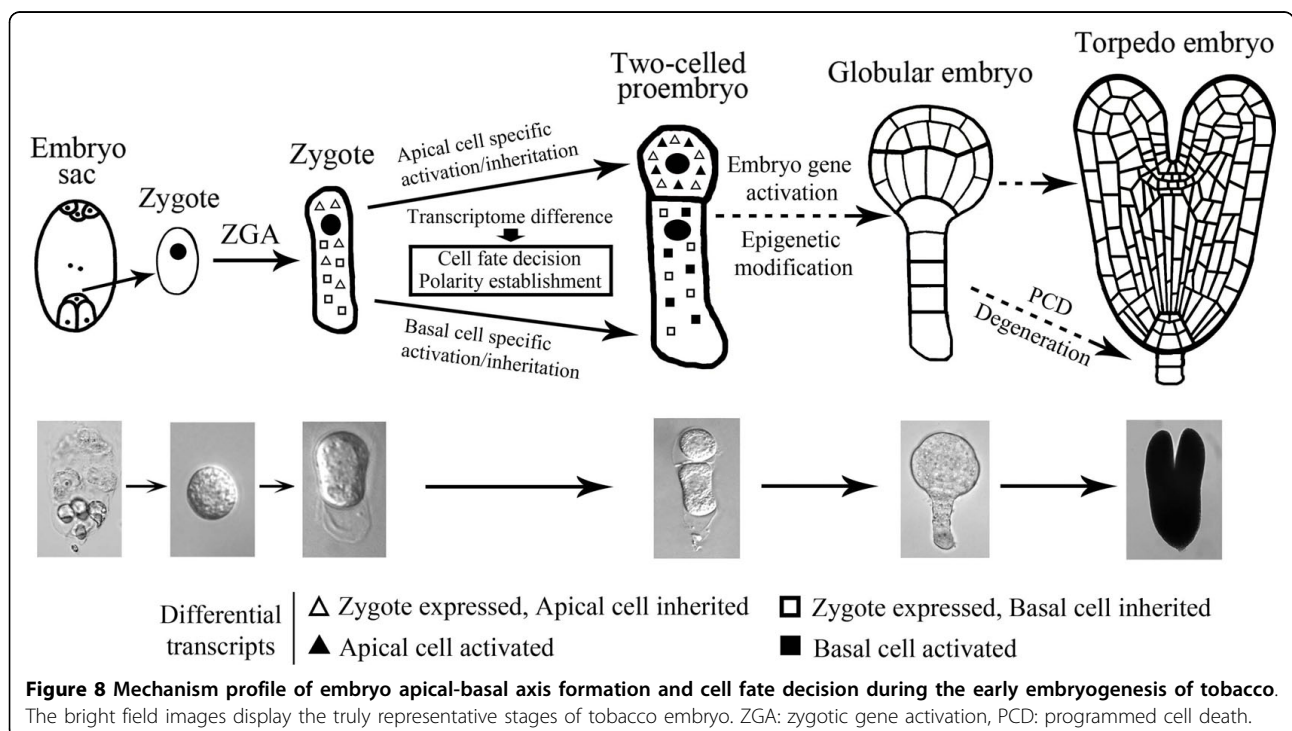 Embryo
sac
Zygote
ZGA
Zygote
Apical cell specific
activation/inheritation
Transcriptome difference
Cell fate decision
Polarity establishment
Basal cell specific
activation/inheritation
Two-celled
proembryo
Embryo gene
activation
Epigenetic
modification
Globular embryo
PCD
Degeneration
Torpedo embryo
Differential
transcripts
△ Zygote expressed, Apical cell inherited
▲ Apical cell activated
□ Zygote expressed, Basal cell inherited
■ Basal cell activated
Figure 8 Mechanism profile of embryo apical-basal axis formation and cell fate decision during the early embryogenesis of tobacco.
The bright field images display the truly representative stages of tobacco embryo. ZGA: zygotic gene activation, PCD: programmed cell death.